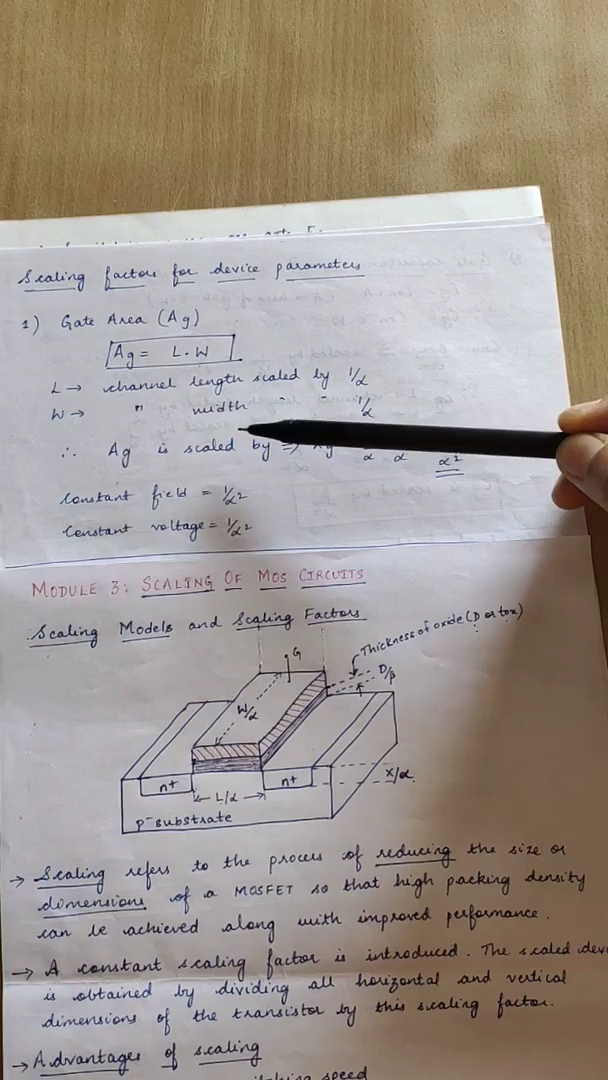 Scaling factors for device parameters
1) Gate Area (Ag)
Ag = L. W
L → channel length scaled by 1/α
W → " width " 1/α
∴ Ag is scaled by ⇒ Ag α α α²
Constant field = 1/α²
Constant voltage = 1/α²
MODULE 3: SCALING OF MOS CIRCUITS
Scaling Models and Scaling Factors
G
Thickness of oxide (D or tox)
D/β
W/α
n+ n+
L/α
X/α
p-substrate
→ Scaling refers to the process of reducing the size or
dimensions of a MOSFET so that high packing density
can be achieved along with improved performance.
→ A constant scaling factor is introduced. The scaled
is obtained by dividing all horizontal and vertical
dimensions of the transistor by this scaling factor.
→ Advantages of scaling
speed